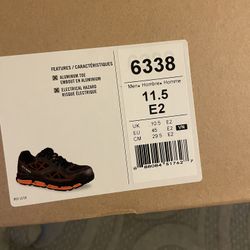 FEATURES / CARACTÉRISTIQUES
ALUMINUM TOE
EMBOUT EN ALUMINIUM
ELECTRICAL HAZARD
RISQUE ÉLECTRIQUE
6338
Men• Hombre• Homme
11.5
E2
UK 10.5 E2
EU 45 E2 VN
CM 29.5 E2